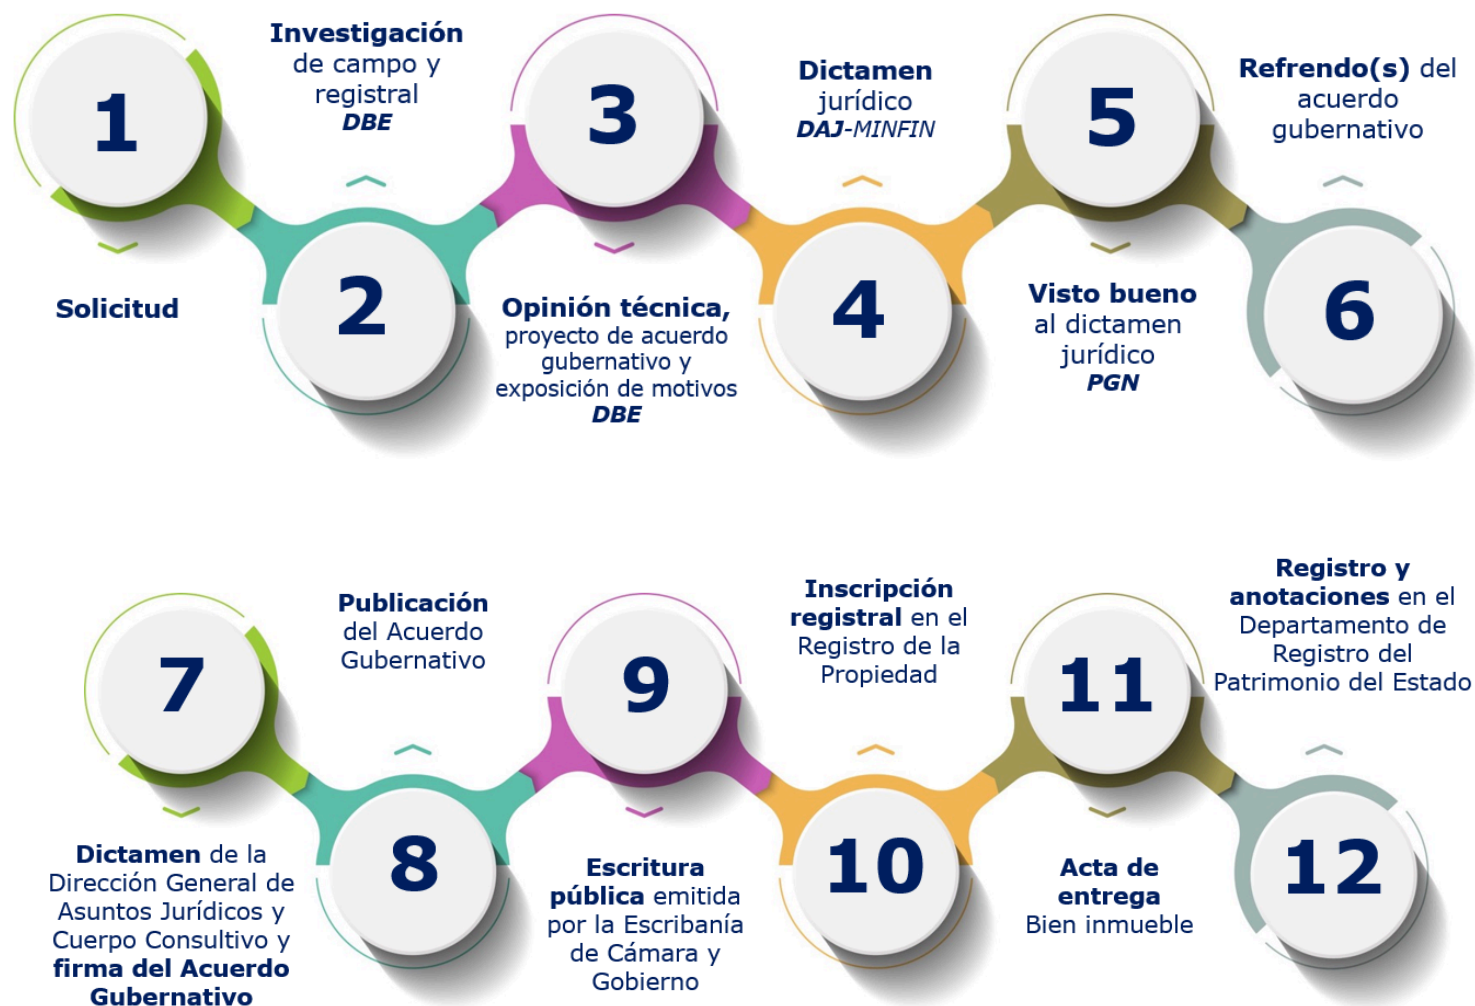 1
Solicitud
Investigación
de campo y
registral
DBE
2
3
Opinión técnica,
proyecto de acuerdo
gubernativo y
exposición de motivos
DBE
Dictamen
jurídico
DAJ-MINFIN
4
5
Visto bueno
al dictamen
jurídico
PGN
Refrendo(s) del
acuerdo
gubernativo
6
7
Dictamen de la
Dirección General de
Asuntos Jurídicos y
Cuerpo Consultivo y
firma del Acuerdo
Gubernativo
Publicación
del Acuerdo
Gubernativo
8
9
Escritura
pública emitida
por la Escribanía
de Cámara y
Gobierno
Inscripción
registral en el
Registro de la
Propiedad
10
11
Acta de
entrega
Bien inmueble
Registro y
anotaciones en el
Departamento de
Registro del
Patrimonio del Estado
12